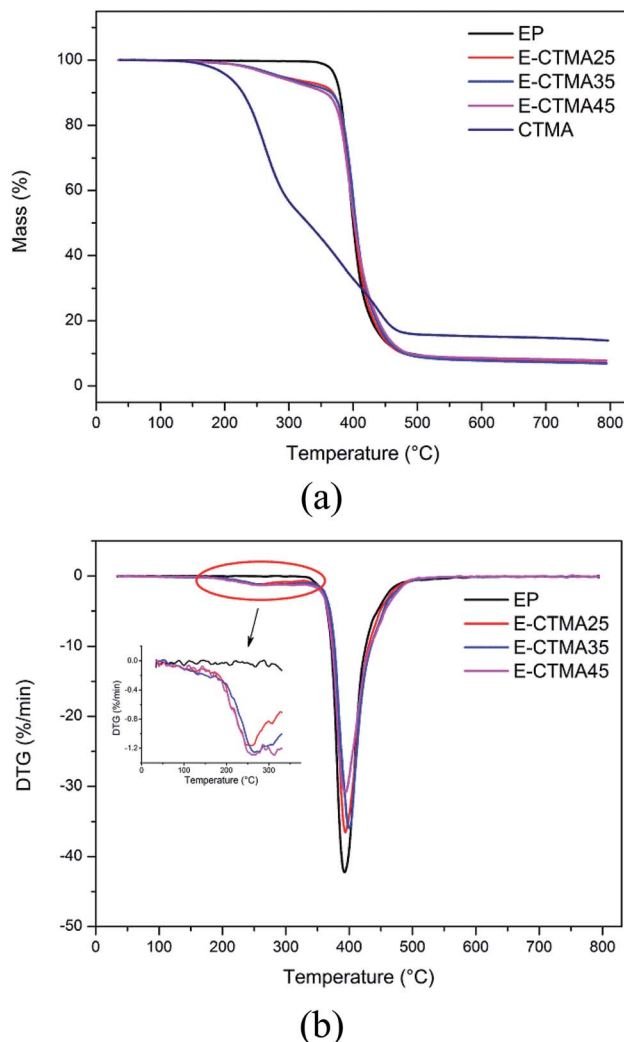 EP
E-CTMA25
E-CTMA35
E-CTMA45
CTMA
100
80
60
40
20
0
Mass (%)
0 100 200 300 400 500 600 700 800
Temperature (°C)
(a)
0
-10
-20
-30
-40
-50
DTG (%/min)
EP
E-CTMA25
E-CTMA35
E-CTMA45
0.0
-0.4
-0.8
-1.2
DTG (%/min)
0 100 200 300
Temperature (°C)
0 100 200 300 400 500 600 700 800
Temperature (°C)
(b)